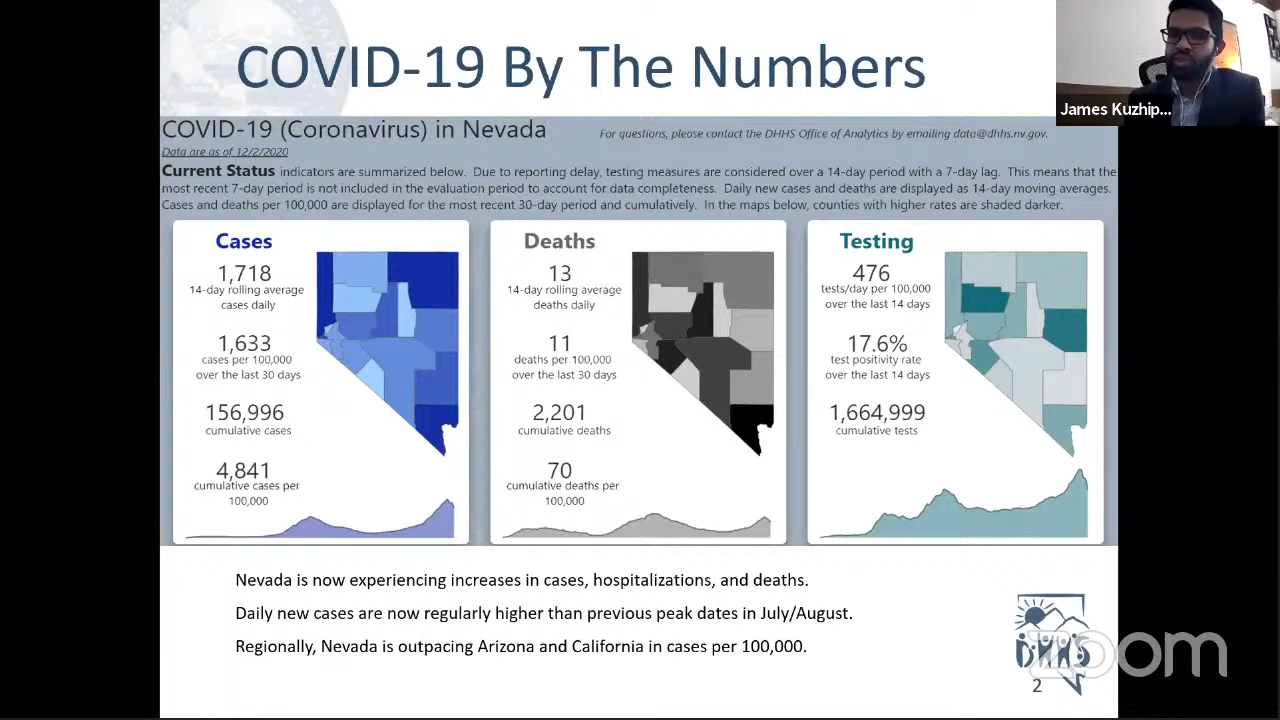 COVID-19 By The Numbers
James Kuzhip...
COVID-19 (Coronavirus) in Nevada
For questions, please contact the DHHS Office of Analytics by emailing data@dhhs.nv.gov.
Data are as of 12/2/2020
Current Status indicators are summarized below. Due to reporting delay, testing measures are considered over a 14-day period with a 7-day lag. This means that the
most recent 7-day period is not included in the evaluation period to account for data completeness. Daily new cases and deaths are displayed as 14-day moving averages.
Cases and deaths per 100,000 are displayed for the most recent 30-day period and cumulatively. In the maps below, counties with higher rates are shaded darker.
Cases
1,718
14-day rolling average
cases daily
1,633
cases per 100,000
over the last 30 days
156,996
cumulative cases
4,841
cumulative cases per
100,000
Deaths
13
14-day rolling average
deaths daily
11
deaths per 100,000
over the last 30 days
2,201
cumulative deaths
70
cumulative deaths per
100,000
Testing
476
tests/day per 100,000
over the last 14 days
17.6%
test positivity rate
over the last 14 days
1,664,999
cumulative tests
Nevada is now experiencing increases in cases, hospitalizations, and deaths.
Daily new cases are now regularly higher than previous peak dates in July/August.
Regionally, Nevada is outpacing Arizona and California in cases per 100,000.
DHHS
zoom
2